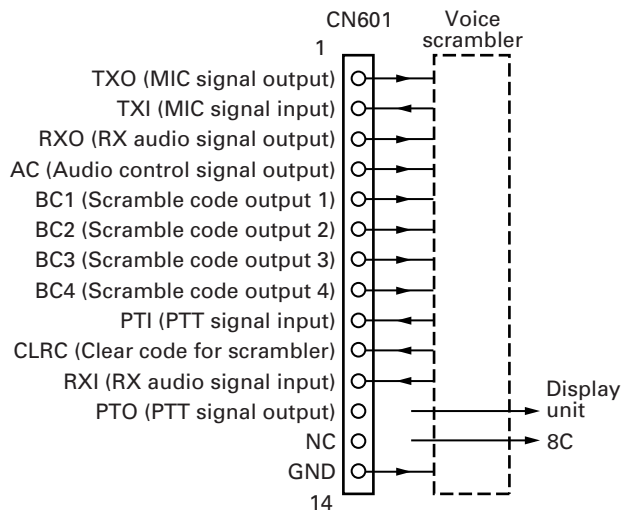 CN601
Voice
scrambler
1
TXO (MIC signal output)
TXI (MIC signal input)
RXO (RX audio signal output)
AC (Audio control signal output)
BC1 (Scramble code output 1)
BC2 (Scramble code output 2)
BC3 (Scramble code output 3)
BC4 (Scramble code output 4)
PTI (PTT signal input)
CLRC (Clear code for scrambler)
RXI (RX audio signal input)
PTO (PTT signal output)
Display
unit
NC
8C
GND
14